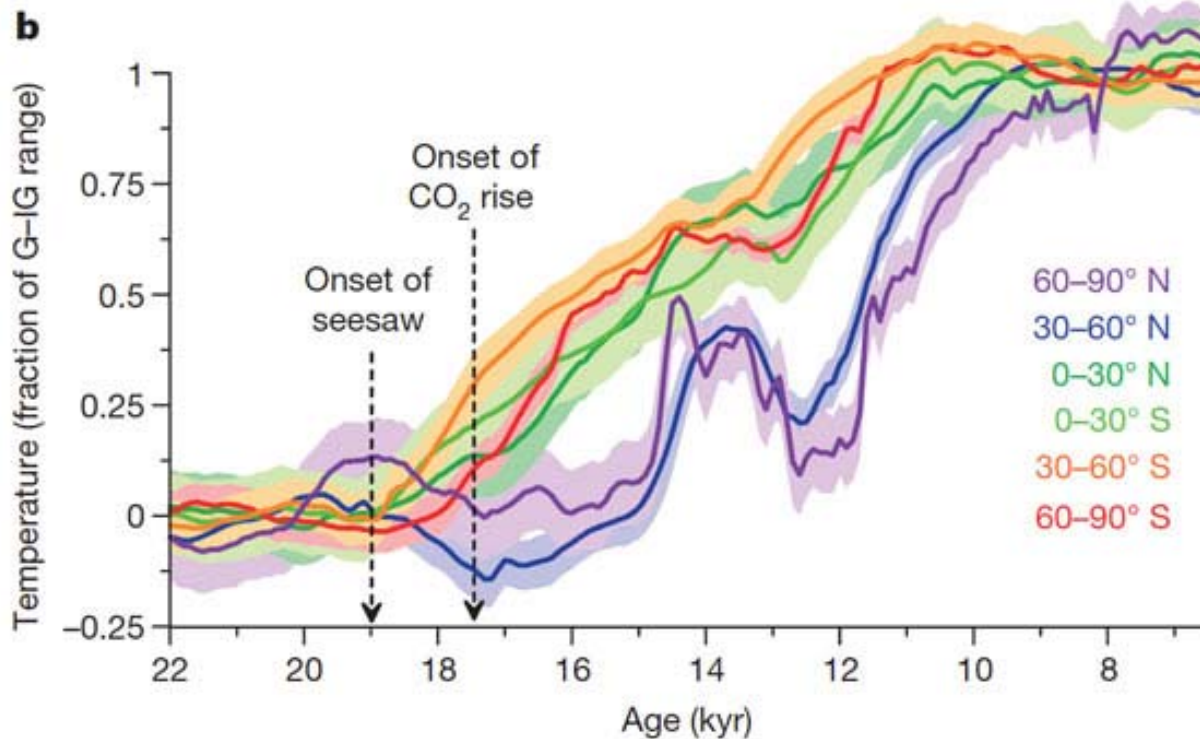 b
Temperature (fraction of G–IG range)
1
0.75
0.5
0.25
0
–0.25
Onset of
CO2 rise
Onset of
seesaw
60–90° N
30–60° N
0–30° N
0–30° S
30–60° S
60–90° S
22 20 18 16 14 12 10 8
Age (kyr)